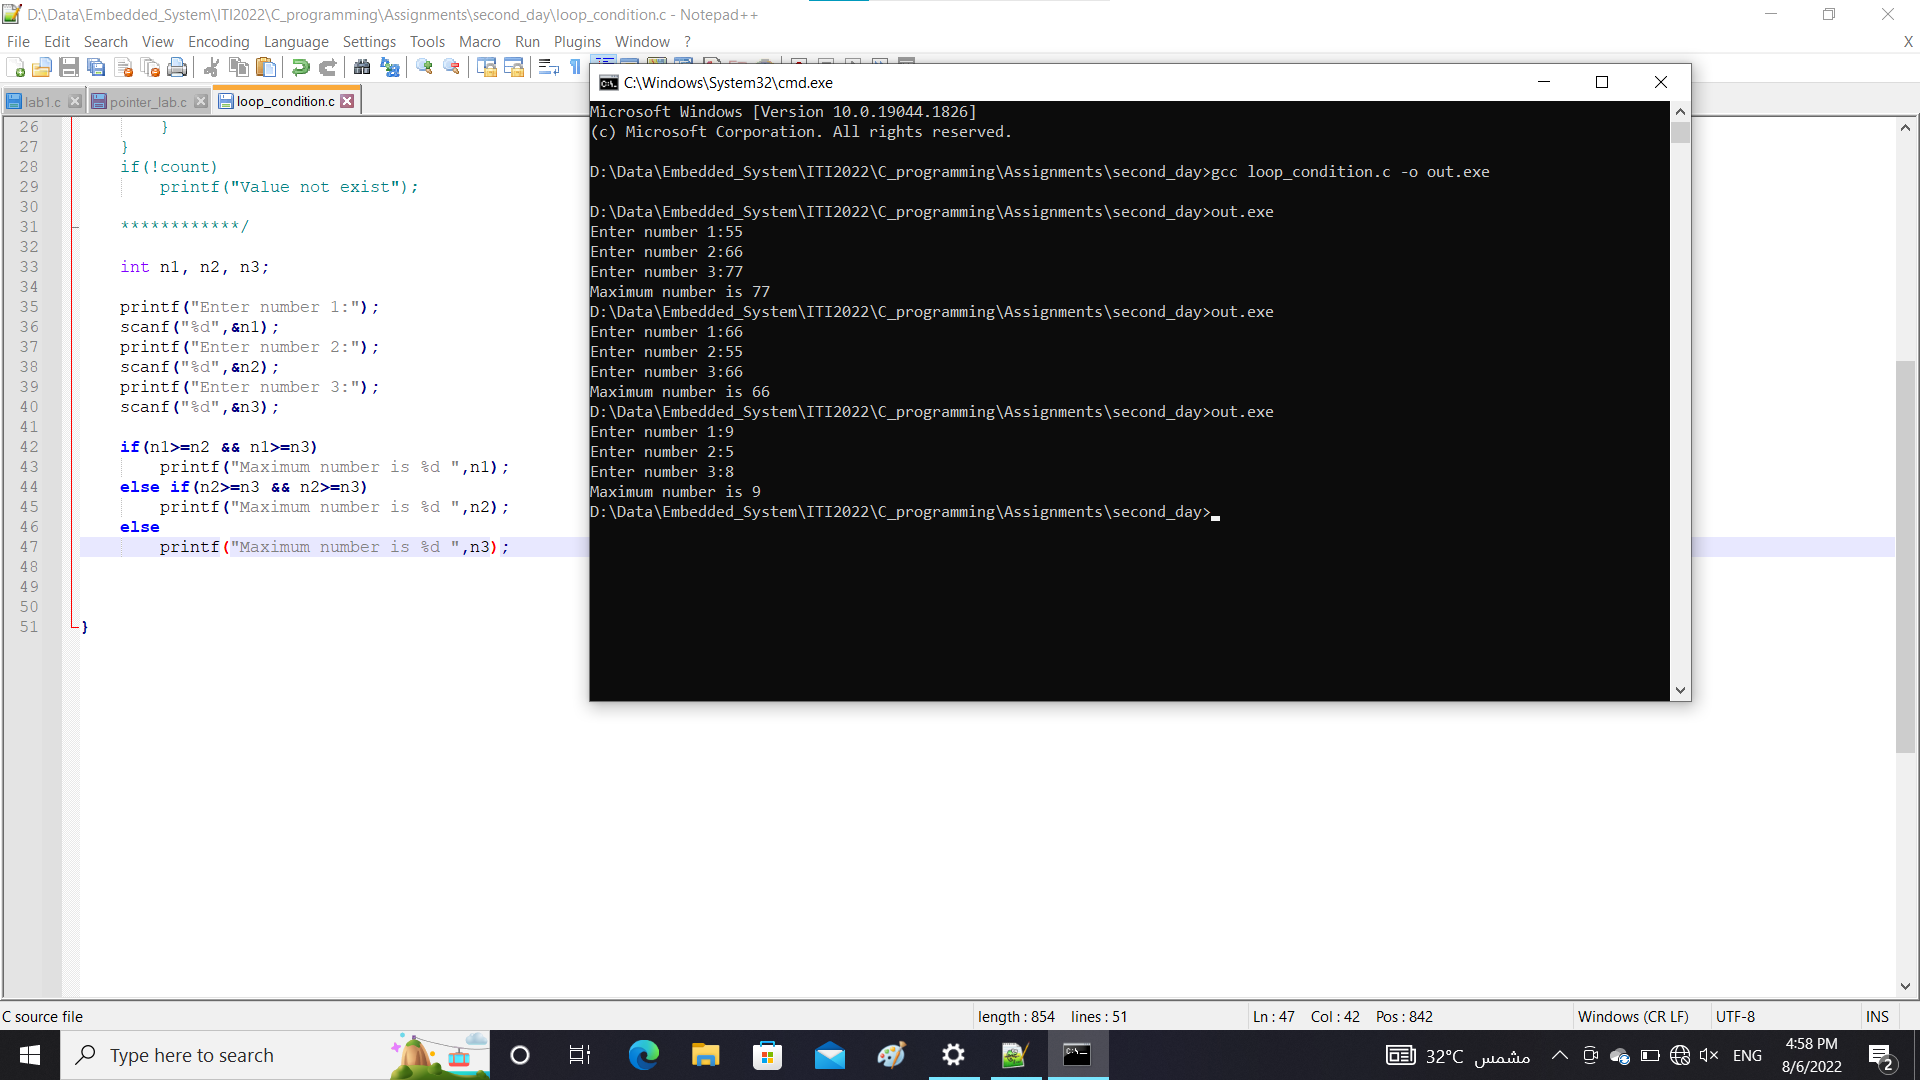 D:\Data\Embedded_System\ITI2022\C_programming\Assignments\second_day\loop_condition.c - Notepad++
File Edit Search View Encoding Language Settings Tools Macro Run Plugins Window ? X
lab1.c pointer_lab.c loop_condition.c
26 }
27 }
28 if(!count)
29 printf("Value not exist");
30
31 ************/
32
33 int n1, n2, n3;
34
35 printf("Enter number 1:");
36 scanf("%d",&n1);
37 printf("Enter number 2:");
38 scanf("%d",&n2);
39 printf("Enter number 3:");
40 scanf("%d",&n3);
41
42 if(n1>=n2 && n1>=n3)
43 printf("Maximum number is %d ",n1);
44 else if(n2>=n3 && n2>=n3)
45 printf("Maximum number is %d ",n2);
46 else
47 printf("Maximum number is %d ",n3);
48
49
50
51 }
C:\Windows\System32\cmd.exe
Microsoft Windows [Version 10.0.19044.1826]
(c) Microsoft Corporation. All rights reserved.
D:\Data\Embedded_System\ITI2022\C_programming\Assignments\second_day>gcc loop_condition.c -o out.exe
D:\Data\Embedded_System\ITI2022\C_programming\Assignments\second_day>out.exe
Enter number 1:55
Enter number 2:66
Enter number 3:77
Maximum number is 77
D:\Data\Embedded_System\ITI2022\C_programming\Assignments\second_day>out.exe
Enter number 1:66
Enter number 2:55
Enter number 3:66
Maximum number is 66
D:\Data\Embedded_System\ITI2022\C_programming\Assignments\second_day>out.exe
Enter number 1:9
Enter number 2:5
Enter number 3:8
Maximum number is 9
D:\Data\Embedded_System\ITI2022\C_programming\Assignments\second_day>
C source file length : 854 lines : 51 Ln : 47 Col : 42 Pos : 842 Windows (CR LF) UTF-8 INS
Type here to search 32°C مشمس ENG 4:58 PM
8/6/2022 2